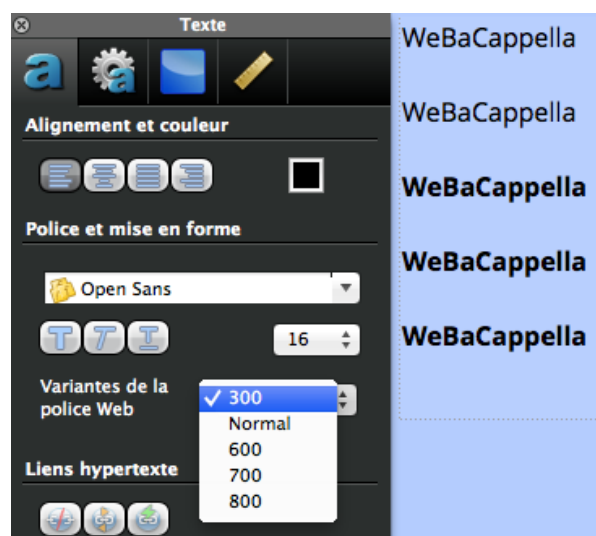 Texte
Alignement et couleur
Police et mise en forme
Open Sans
16
Variantes de la
police Web
300
Normal
600
700
800
Liens hypertexte
WeBaCappella
WeBaCappella
WeBaCappella
WeBaCappella
WeBaCappella